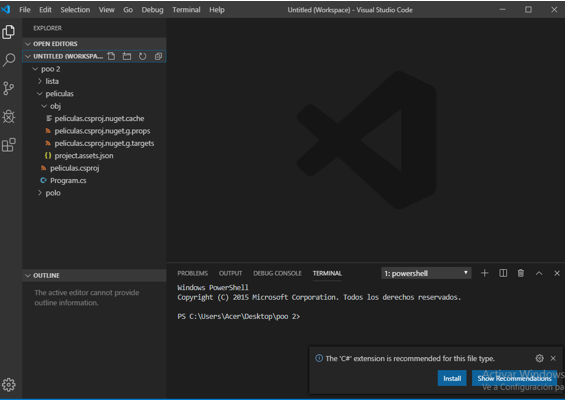 File Edit Selection View Go Debug Terminal Help Untitled (Workspace) - Visual Studio Code
EXPLORER
OPEN EDITORS
UNTITLED (WORKSPA...
poo 2
lista
peliculas
obj
peliculas.csproj.nuget.cache
peliculas.csproj.nuget.g.props
peliculas.csproj.nuget.g.targets
{} project.assets.json
peliculas.csproj
C# Program.cs
polo
OUTLINE
The active editor cannot provide
outline information.
PROBLEMS OUTPUT DEBUG CONSOLE TERMINAL 1: powershell
Windows PowerShell
Copyright (C) 2015 Microsoft Corporation. Todos los derechos reservados.
PS C:\Users\Acer\Desktop\poo 2>
The 'C#' extension is recommended for this file type.
Install Show Recommendations
Activar Windows
Ve a Configuración pa